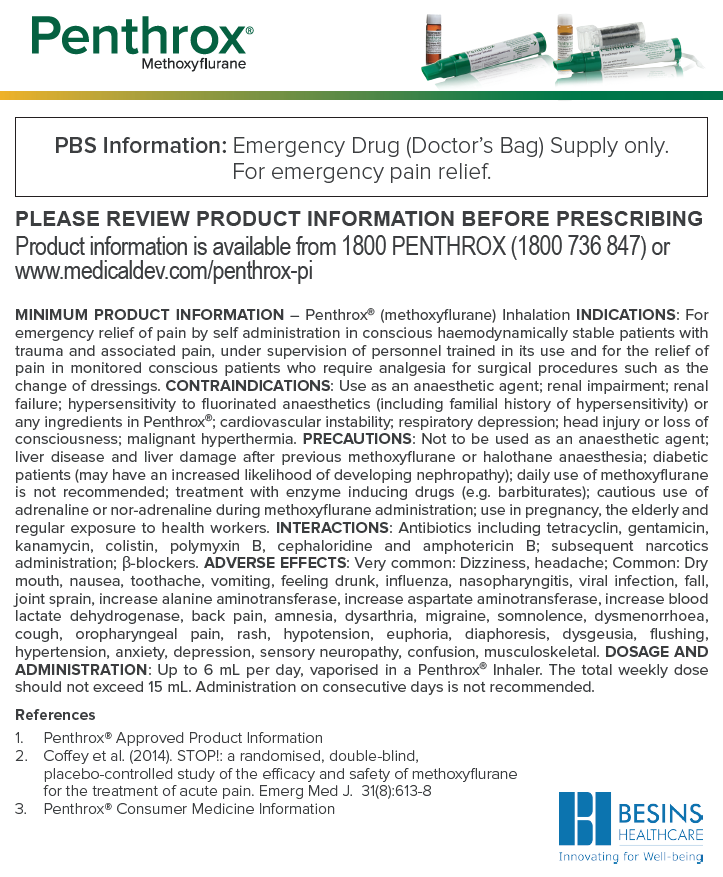 Penthrox®
Methoxyflurane
PBS Information: Emergency Drug (Doctor's Bag) Supply only.
For emergency pain relief.
PLEASE REVIEW PRODUCT INFORMATION BEFORE PRESCRIBING
Product information is available from 1800 PENTHROX (1800 736 847) or
www.medicaldev.com/penthrox-pi
MINIMUM PRODUCT INFORMATION – Penthrox® (methoxyflurane) Inhalation INDICATIONS: For
emergency relief of pain by self administration in conscious haemodynamically stable patients with
trauma and associated pain, under supervision of personnel trained in its use and for the relief of
pain in monitored conscious patients who require analgesia for surgical procedures such as the
change of dressings. CONTRAINDICATIONS: Use as an anaesthetic agent; renal impairment; renal
failure; hypersensitivity to fluorinated anaesthetics (including familial history of hypersensitivity) or
any ingredients in Penthrox®; cardiovascular instability; respiratory depression; head injury or loss of
consciousness; malignant hyperthermia. PRECAUTIONS: Not to be used as an anaesthetic agent;
liver disease and liver damage after previous methoxyflurane or halothane anaesthesia; diabetic
patients (may have an increased likelihood of developing nephropathy); daily use of methoxyflurane
is not recommended; treatment with enzyme inducing drugs (e.g. barbiturates); cautious use of
adrenaline or nor-adrenaline during methoxyflurane administration; use in pregnancy, the elderly and
regular exposure to health workers. INTERACTIONS: Antibiotics including tetracyclin, gentamicin,
kanamycin, colistin, polymyxin B, cephaloridine and amphotericin B; subsequent narcotics
administration; β-blockers. ADVERSE EFFECTS: Very common: Dizziness, headache; Common: Dry
mouth, nausea, toothache, vomiting, feeling drunk, influenza, nasopharyngitis, viral infection, fall,
joint sprain, increase alanine aminotransferase, increase aspartate aminotransferase, increase blood
lactate dehydrogenase, back pain, amnesia, dysarthria, migraine, somnolence, dysmenorrhoea,
cough, oropharyngeal pain, rash, hypotension, euphoria, diaphoresis, dysgeusia, flushing,
hypertension, anxiety, depression, sensory neuropathy, confusion, musculoskeletal. DOSAGE AND
ADMINISTRATION: Up to 6 mL per day, vaporised in a Penthrox® Inhaler. The total weekly dose
should not exceed 15 mL. Administration on consecutive days is not recommended.
References
1. Penthrox® Approved Product Information
2. Coffey et al. (2014). STOP!: a randomised, double-blind,
placebo-controlled study of the efficacy and safety of methoxyflurane
for the treatment of acute pain. Emerg Med J. 31(8):613-8
3. Penthrox® Consumer Medicine Information
BESINS
HEALTHCARE
Innovating for Well-being